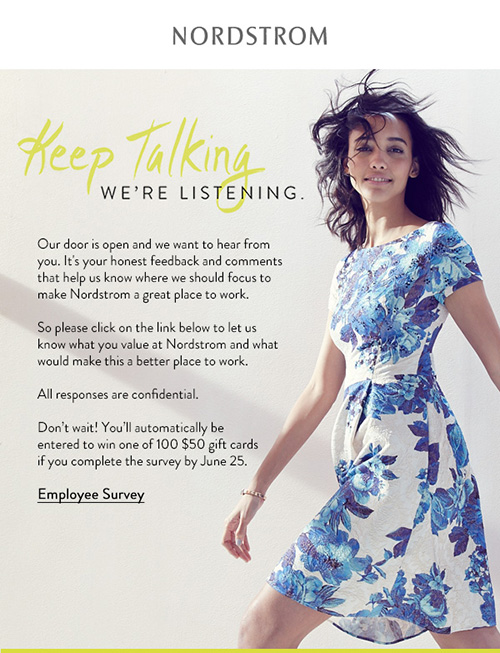 NORDSTROM
Keep Talking
WE'RE LISTENING.
Our door is open and we want to hear from
you. It's your honest feedback and comments
that help us know where we should focus to
make Nordstrom a great place to work.
So please click on the link below to let us
know what you value at Nordstrom and what
would make this a better place to work.
All responses are confidential.
Don't wait! You'll automatically be
entered to win one of 100 $50 gift cards
if you complete the survey by June 25.
Employee Survey